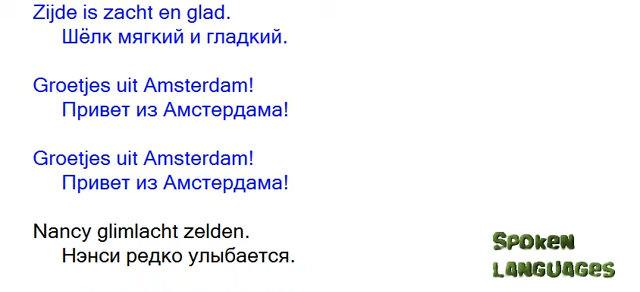 Zijde is zacht en glad.
Шёлк мягкий и гладкий.
Groetjes uit Amsterdam!
Привет из Амстердама!
Groetjes uit Amsterdam!
Привет из Амстердама!
Nancy glimlacht zelden.
Нэнси редко улыбается.
Spoken
Languages